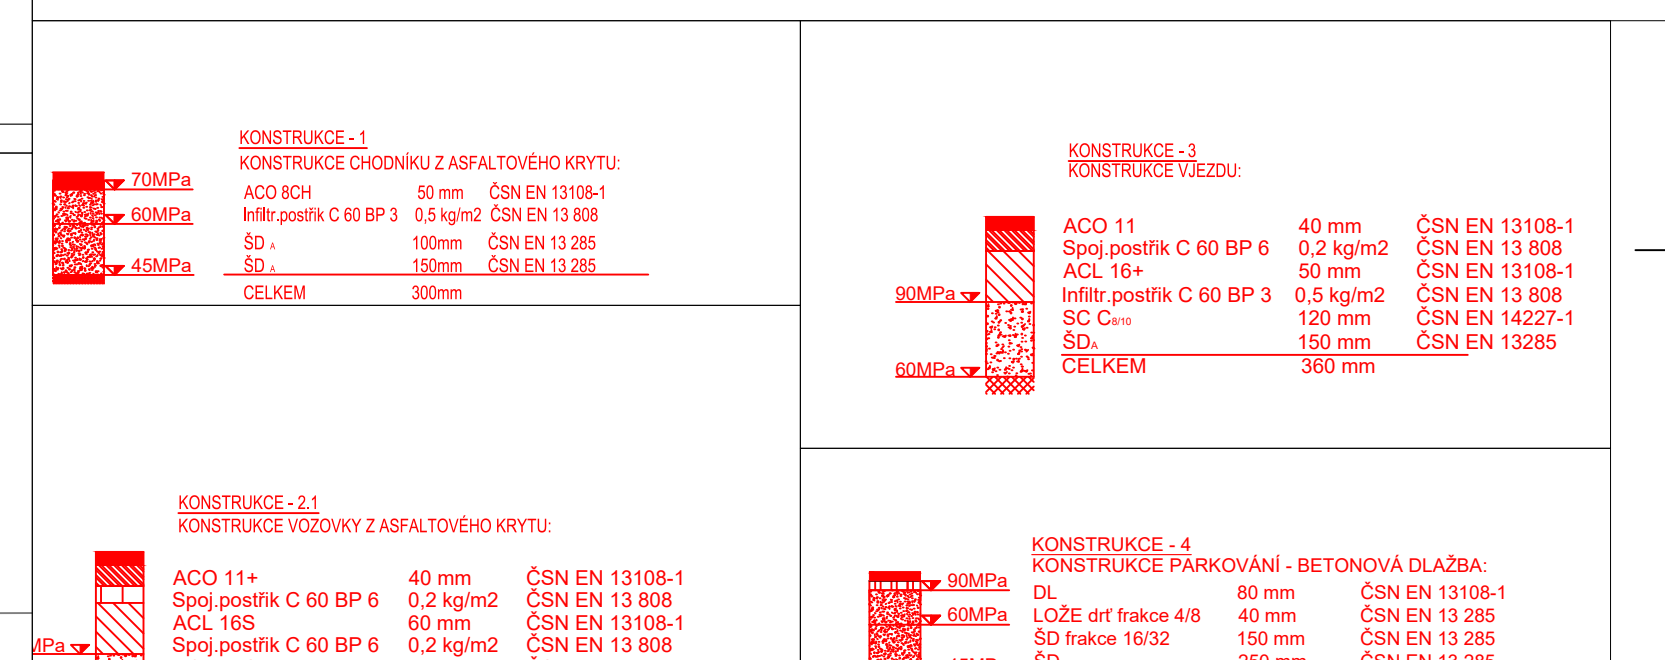 KONSTRUKCE - 1
KONSTRUKCE CHODNÍKU Z ASFALTOVÉHO KRYTU:
70MPa
ACO 8CH 50 mm ČSN EN 13108-1
60MPa
Infiltr.postřik C 60 BP 3 0,5 kg/m2 ČSN EN 13 808
ŠD A 100mm ČSN EN 13 285
45MPa
ŠD A 150mm ČSN EN 13 285
CELKEM 300mm
KONSTRUKCE - 3
KONSTRUKCE VJEZDU:
ACO 11 40 mm ČSN EN 13108-1
Spoj.postřik C 60 BP 6 0,2 kg/m2 ČSN EN 13 808
ACL 16+ 50 mm ČSN EN 13108-1
90MPa
Infiltr.postřik C 60 BP 3 0,5 kg/m2 ČSN EN 13 808
SC C8/10 120 mm ČSN EN 14227-1
ŠDA 150 mm ČSN EN 13285
60MPa
CELKEM 360 mm
KONSTRUKCE - 2.1
KONSTRUKCE VOZOVKY Z ASFALTOVÉHO KRYTU:
ACO 11+ 40 mm ČSN EN 13108-1
Spoj.postřik C 60 BP 6 0,2 kg/m2 ČSN EN 13 808
ACL 16S 60 mm ČSN EN 13108-1
MPa
Spoj.postřik C 60 BP 6 0,2 kg/m2 ČSN EN 13 808
KONSTRUKCE - 4
KONSTRUKCE PARKOVÁNÍ - BETONOVÁ DLAŽBA:
90MPa
DL 80 mm ČSN EN 13108-1
60MPa
LOŽE drť frakce 4/8 40 mm ČSN EN 13 285
ŠD frakce 16/32 150 mm ČSN EN 13 285
ŠD 250 mm ČSN EN 13 285